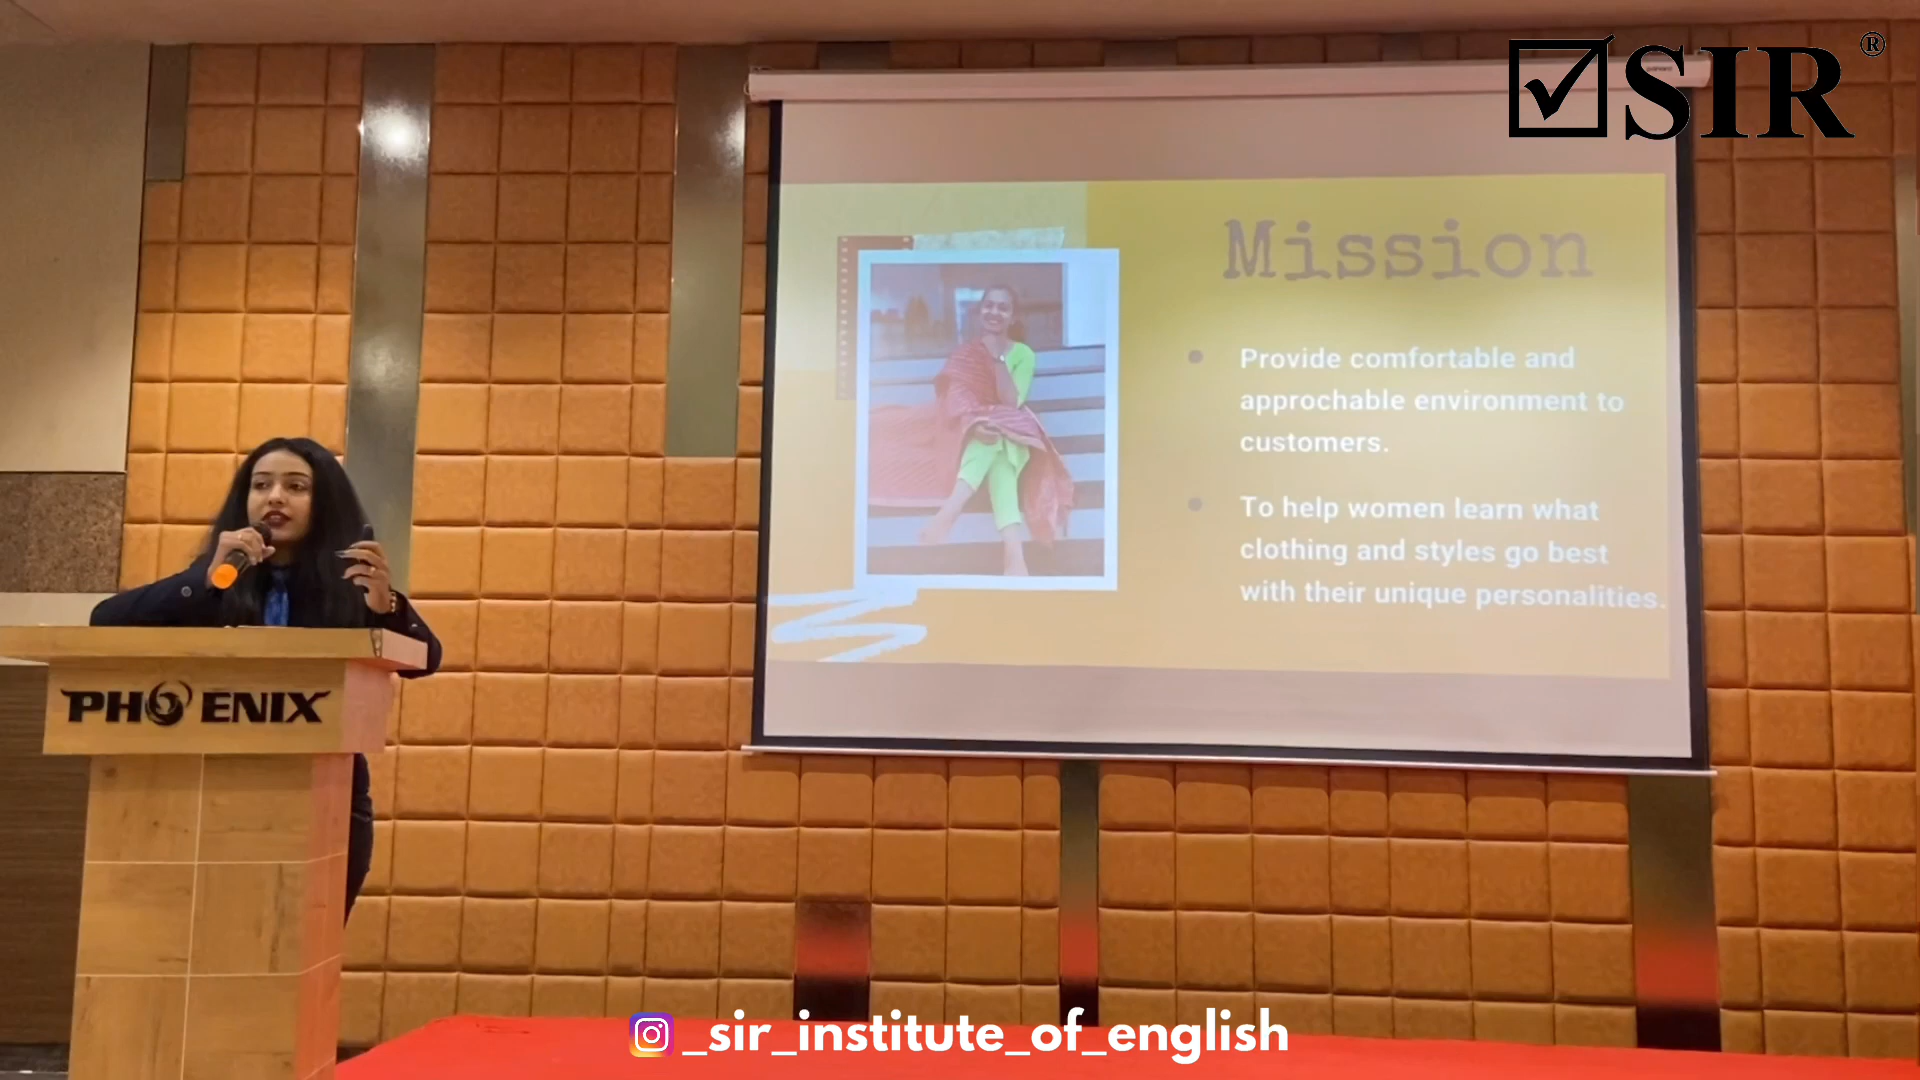 SIR®
Mission
Provide comfortable and
approchable environment to
customers.
To help women learn what
clothing and styles go best
with their unique personalities.
PHOENIX
_sir_institute_of_english